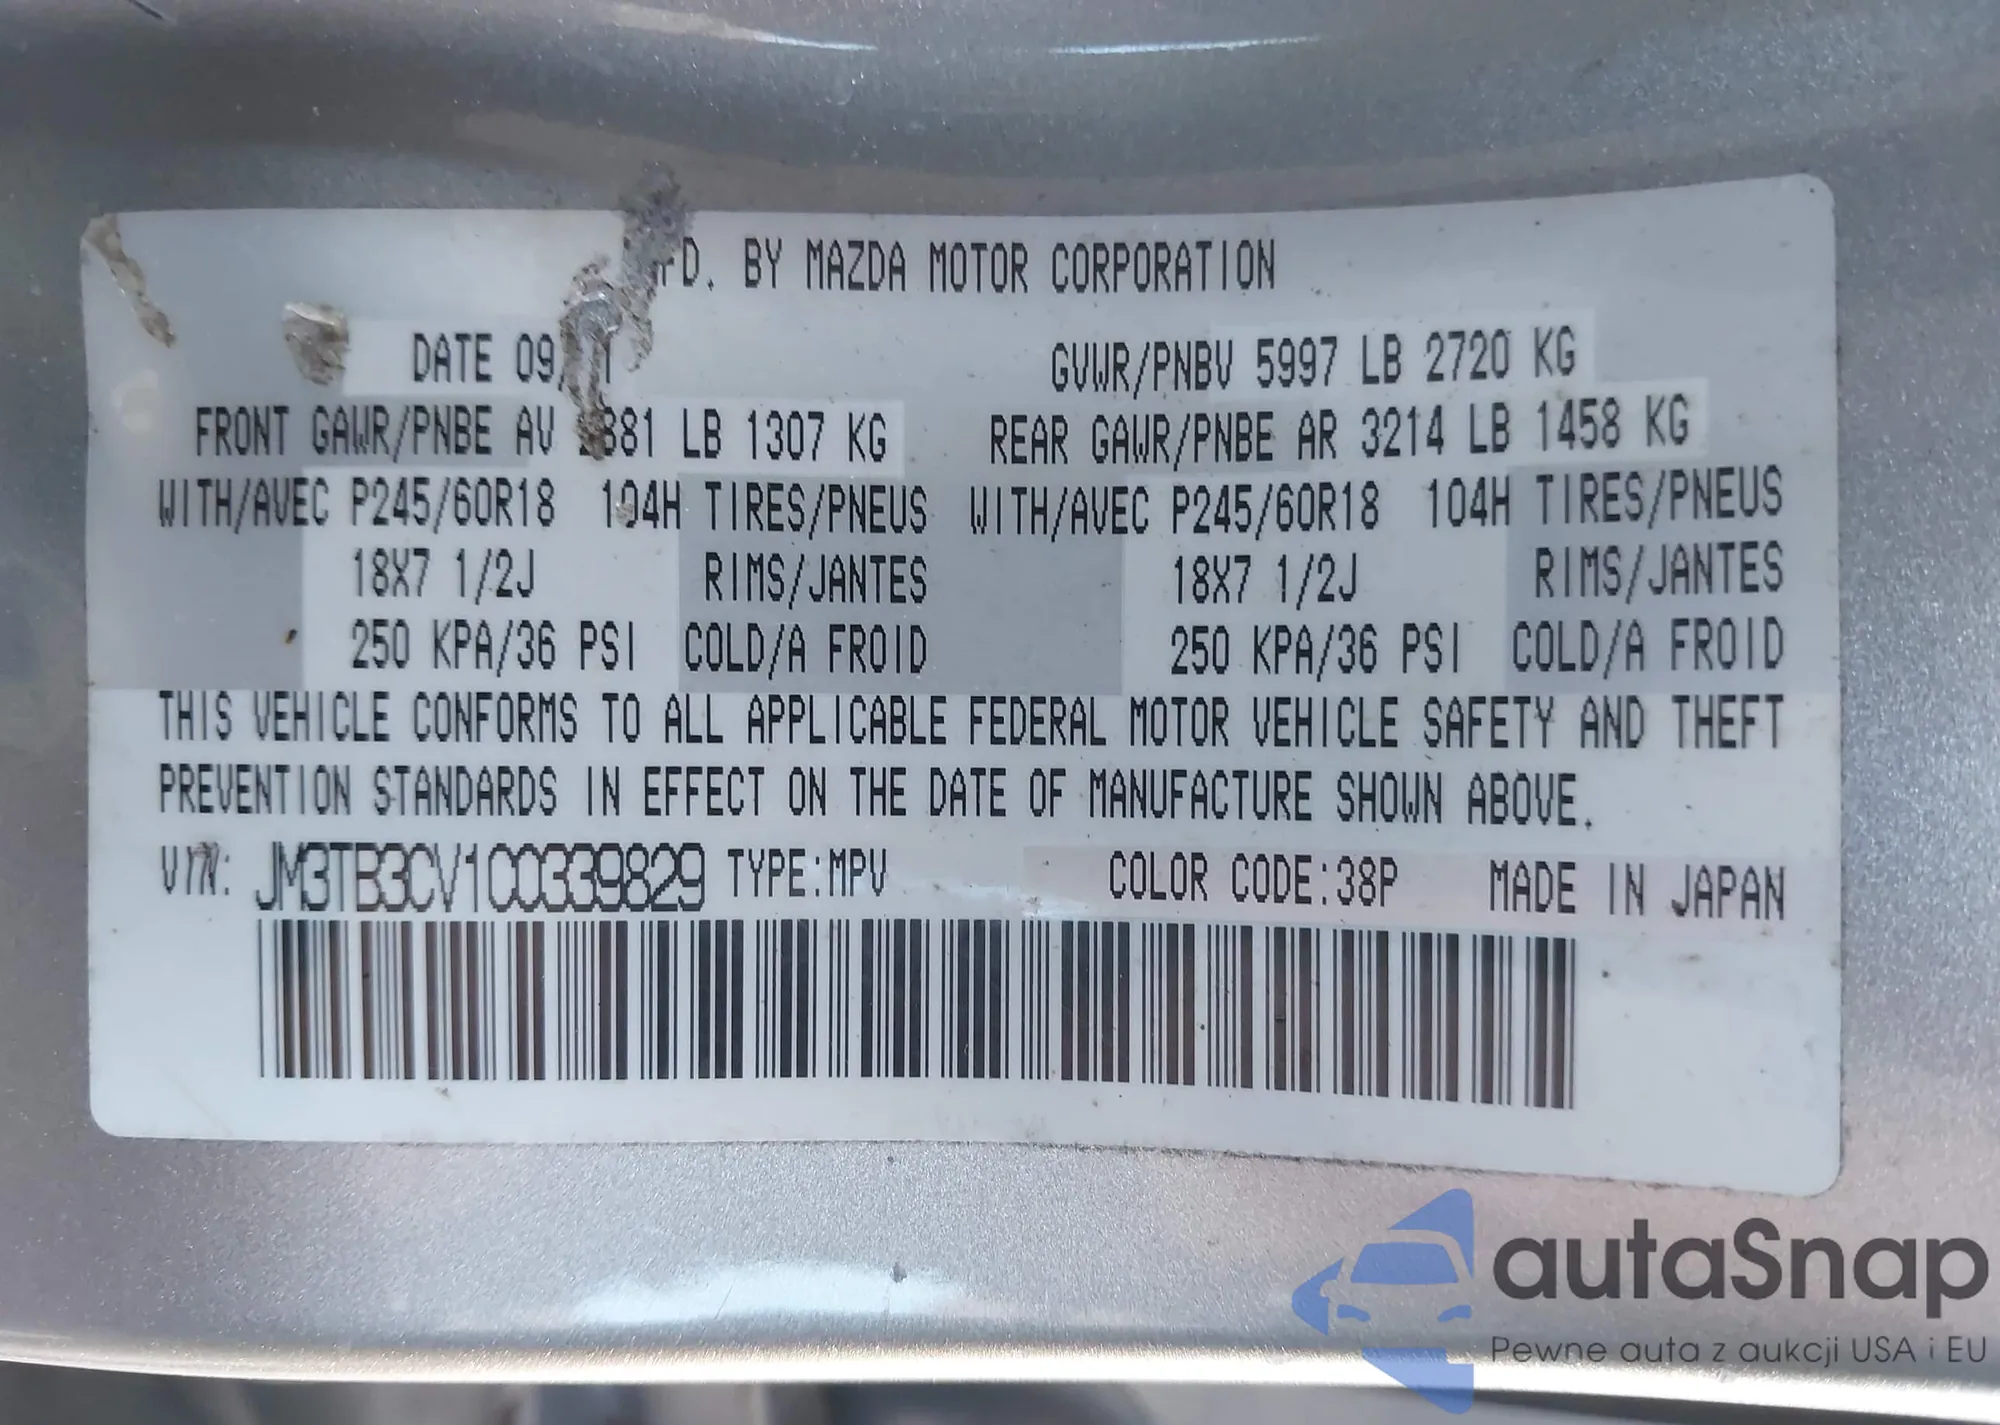 MFD. BY MAZDA MOTOR CORPORATION
DATE GVWR/PNBV 5997 LB 2720 KG
FRONT GAWR/PNBE AV LB 1307 KG REAR GAWR/PNBE AR 3214 LB 1458 KG
WITH/AVEC P245/60R18 104H TIRES/PNEUS WITH/AVEC P245/60R18 104H TIRES/PNEUS
18X7 1/2J RIMS/JANTES 18X7 1/2J RIMS/JANTES
250 KPA/36 PSI COLD/A FROID 250 KPA/36 PSI COLD/A FROID
THIS VEHICLE CONFORMS TO ALL APPLICABLE FEDERAL MOTOR VEHICLE SAFETY AND THEFT
PREVENTION STANDARDS IN EFFECT ON THE DATE OF MANUFACTURE SHOWN ABOVE.
VIN: JM3TB3CV1C0339829 TYPE:MPV COLOR CODE:38P MADE IN JAPAN
autaSnap
Pewne auta z aukcji USA i EU